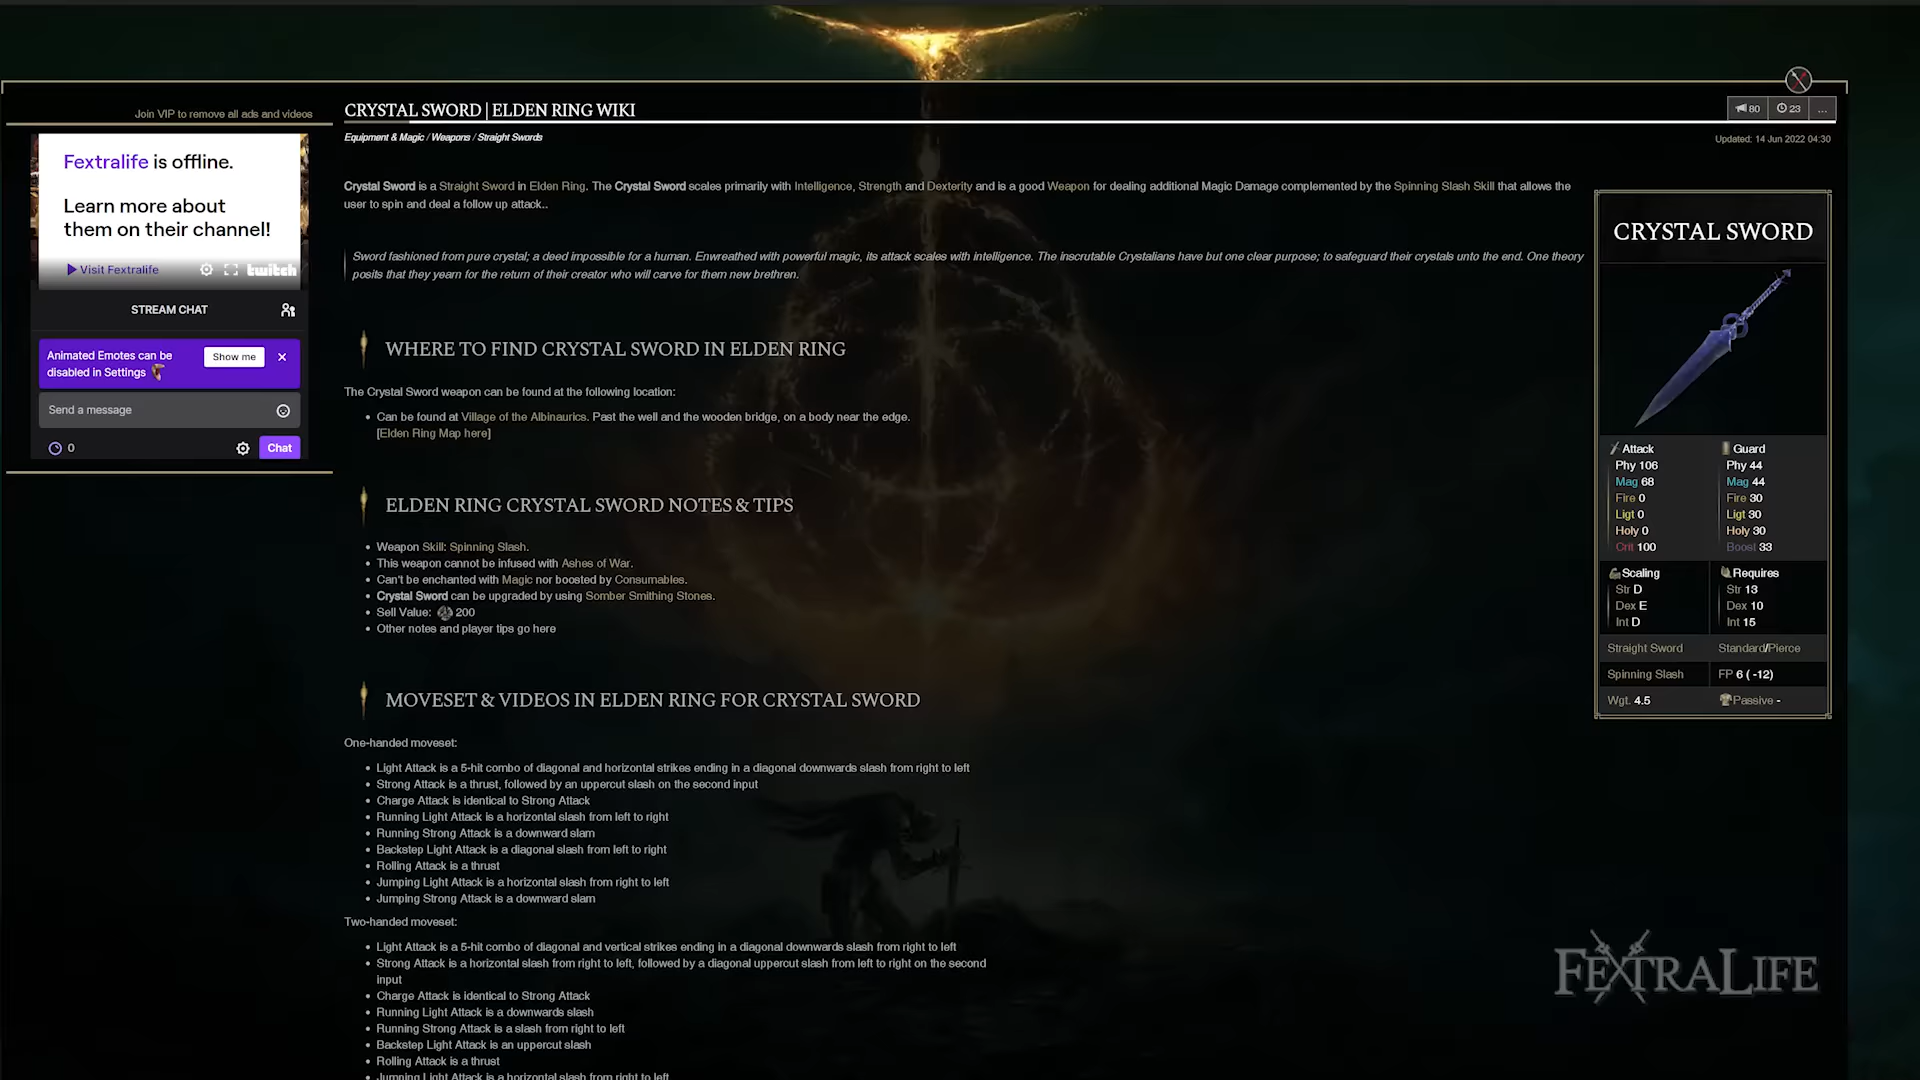 Join VIP to remove all ads and videos
Fextralife is offline.
Learn more about
them on their channel!
Visit Fextralife
twitch
STREAM CHAT
Animated Emotes can be
disabled in Settings
Show me
Send a message
0
Chat
CRYSTAL SWORD | ELDEN RING WIKI
80
23
...
Equipment & Magic / Weapons / Straight Swords
Updated: 14 Jun 2022 04:30
Crystal Sword is a Straight Sword in Elden Ring. The Crystal Sword scales primarily with Intelligence, Strength and Dexterity and is a good Weapon for dealing additional Magic Damage complemented by the Spinning Slash Skill that allows the
user to spin and deal a follow up attack..
Sword fashioned from pure crystal; a deed impossible for a human. Enwreathed with powerful magic, its attack scales with intelligence. The inscrutable Crystalians have but one clear purpose; to safeguard their crystals unto the end. One theory
posits that they yearn for the return of their creator who will carve for them new brethren.
WHERE TO FIND CRYSTAL SWORD IN ELDEN RING
The Crystal Sword weapon can be found at the following location:
• Can be found at Village of the Albinaurics. Past the well and the wooden bridge, on a body near the edge.
[Elden Ring Map here]
ELDEN RING CRYSTAL SWORD NOTES & TIPS
• Weapon Skill: Spinning Slash.
• This weapon cannot be infused with Ashes of War.
• Can't be enchanted with Magic nor boosted by Consumables.
• Crystal Sword can be upgraded by using Somber Smithing Stones.
• Sell Value: 200
• Other notes and player tips go here
MOVESET & VIDEOS IN ELDEN RING FOR CRYSTAL SWORD
One-handed moveset:
• Light Attack is a 5-hit combo of diagonal and horizontal strikes ending in a diagonal downwards slash from right to left
• Strong Attack is a thrust, followed by an uppercut slash on the second input
• Charge Attack is identical to Strong Attack
• Running Light Attack is a horizontal slash from left to right
• Running Strong Attack is a downward slam
• Backstep Light Attack is a diagonal slash from left to right
• Rolling Attack is a thrust
• Jumping Light Attack is a horizontal slash from right to left
• Jumping Strong Attack is a downward slam
Two-handed moveset:
• Light Attack is a 5-hit combo of diagonal and vertical strikes ending in a diagonal downwards slash from right to left
• Strong Attack is a horizontal slash from right to left, followed by a diagonal uppercut slash from left to right on the second
input
• Charge Attack is identical to Strong Attack
• Running Light Attack is a downwards slash
• Running Strong Attack is a slash from right to left
• Backstep Light Attack is an uppercut slash
• Rolling Attack is a thrust
• Jumping Light Attack is a horizontal slash from right to left
CRYSTAL SWORD
Attack Guard
Phy 106 Phy 44
Mag 68 Mag 44
Fire 0 Fire 30
Ligt 0 Ligt 30
Holy 0 Holy 30
Crit 100 Boost 33
Scaling Requires
Str D Str 13
Dex E Dex 10
Int D Int 15
Straight Sword Standard/Pierce
Spinning Slash FP 6 ( -12)
Wgt. 4.5 Passive -
FEXTRALIFE